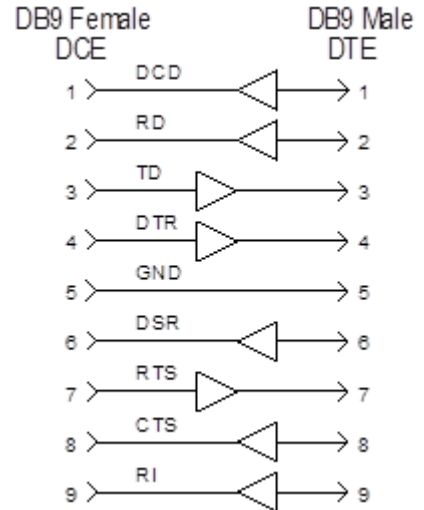 DB9 Female DB9 Male
DCE DTE
1 DCD 1
2 RD 2
3 TD 3
4 DTR 4
5 GND 5
6 DSR 6
7 RTS 7
8 CTS 8
9 RI 9